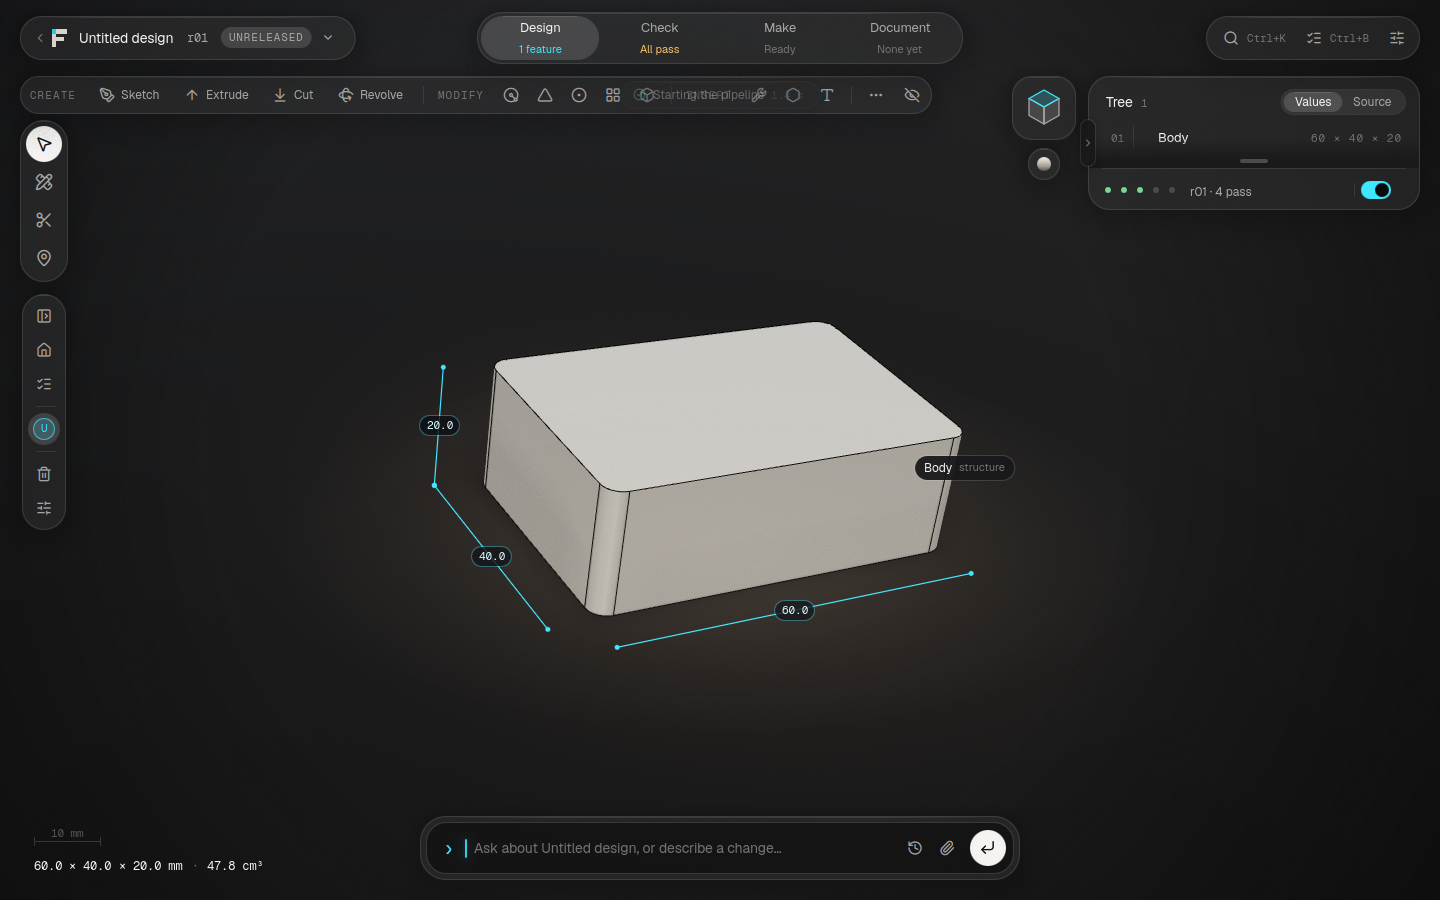 Untitled design r01 UNRELEASED
Design
1 feature
Check
All pass
Make
Ready
Document
None yet
Ctrl+K
Ctrl+B
CREATE Sketch Extrude Cut Revolve MODIFY Starting the pipeline
Tree 1
Values Source
01 Body 60 × 40 × 20
r01 · 4 pass
U
20.0
Body structure
40.0
60.0
10 mm
60.0 × 40.0 × 20.0 mm · 47.8 cm³
Ask about Untitled design, or describe a change…